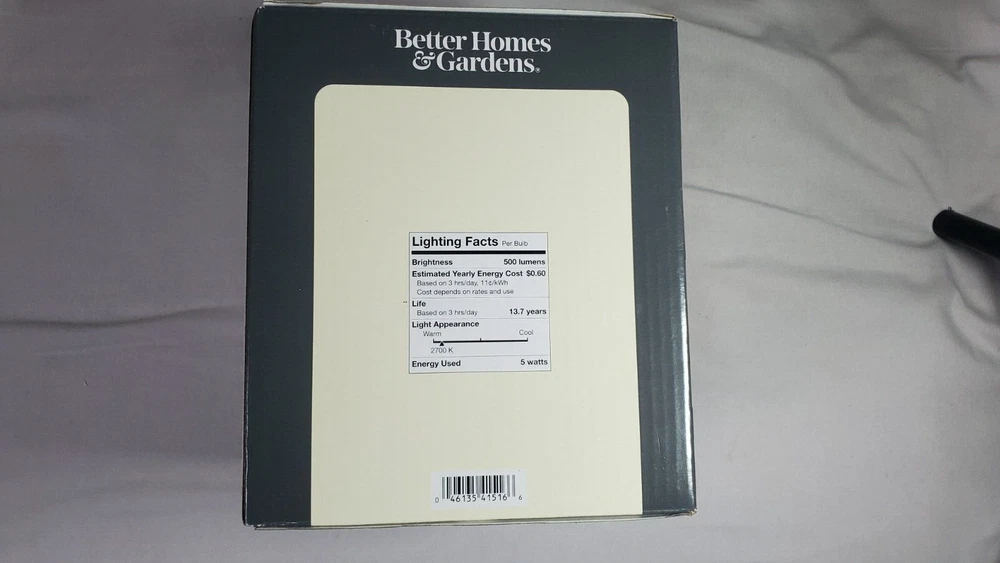 Better Homes
&Gardens®
Lighting Facts Per Bulb
Brightness 500 lumens
Estimated Yearly Energy Cost $0.60
Based on 3 hrs/day, 11¢/kWh
Cost depends on rates and use
Life
Based on 3 hrs/day 13.7 years
Light Appearance
Warm Cool
2700 K
Energy Used 5 watts
0 46135 41516 6